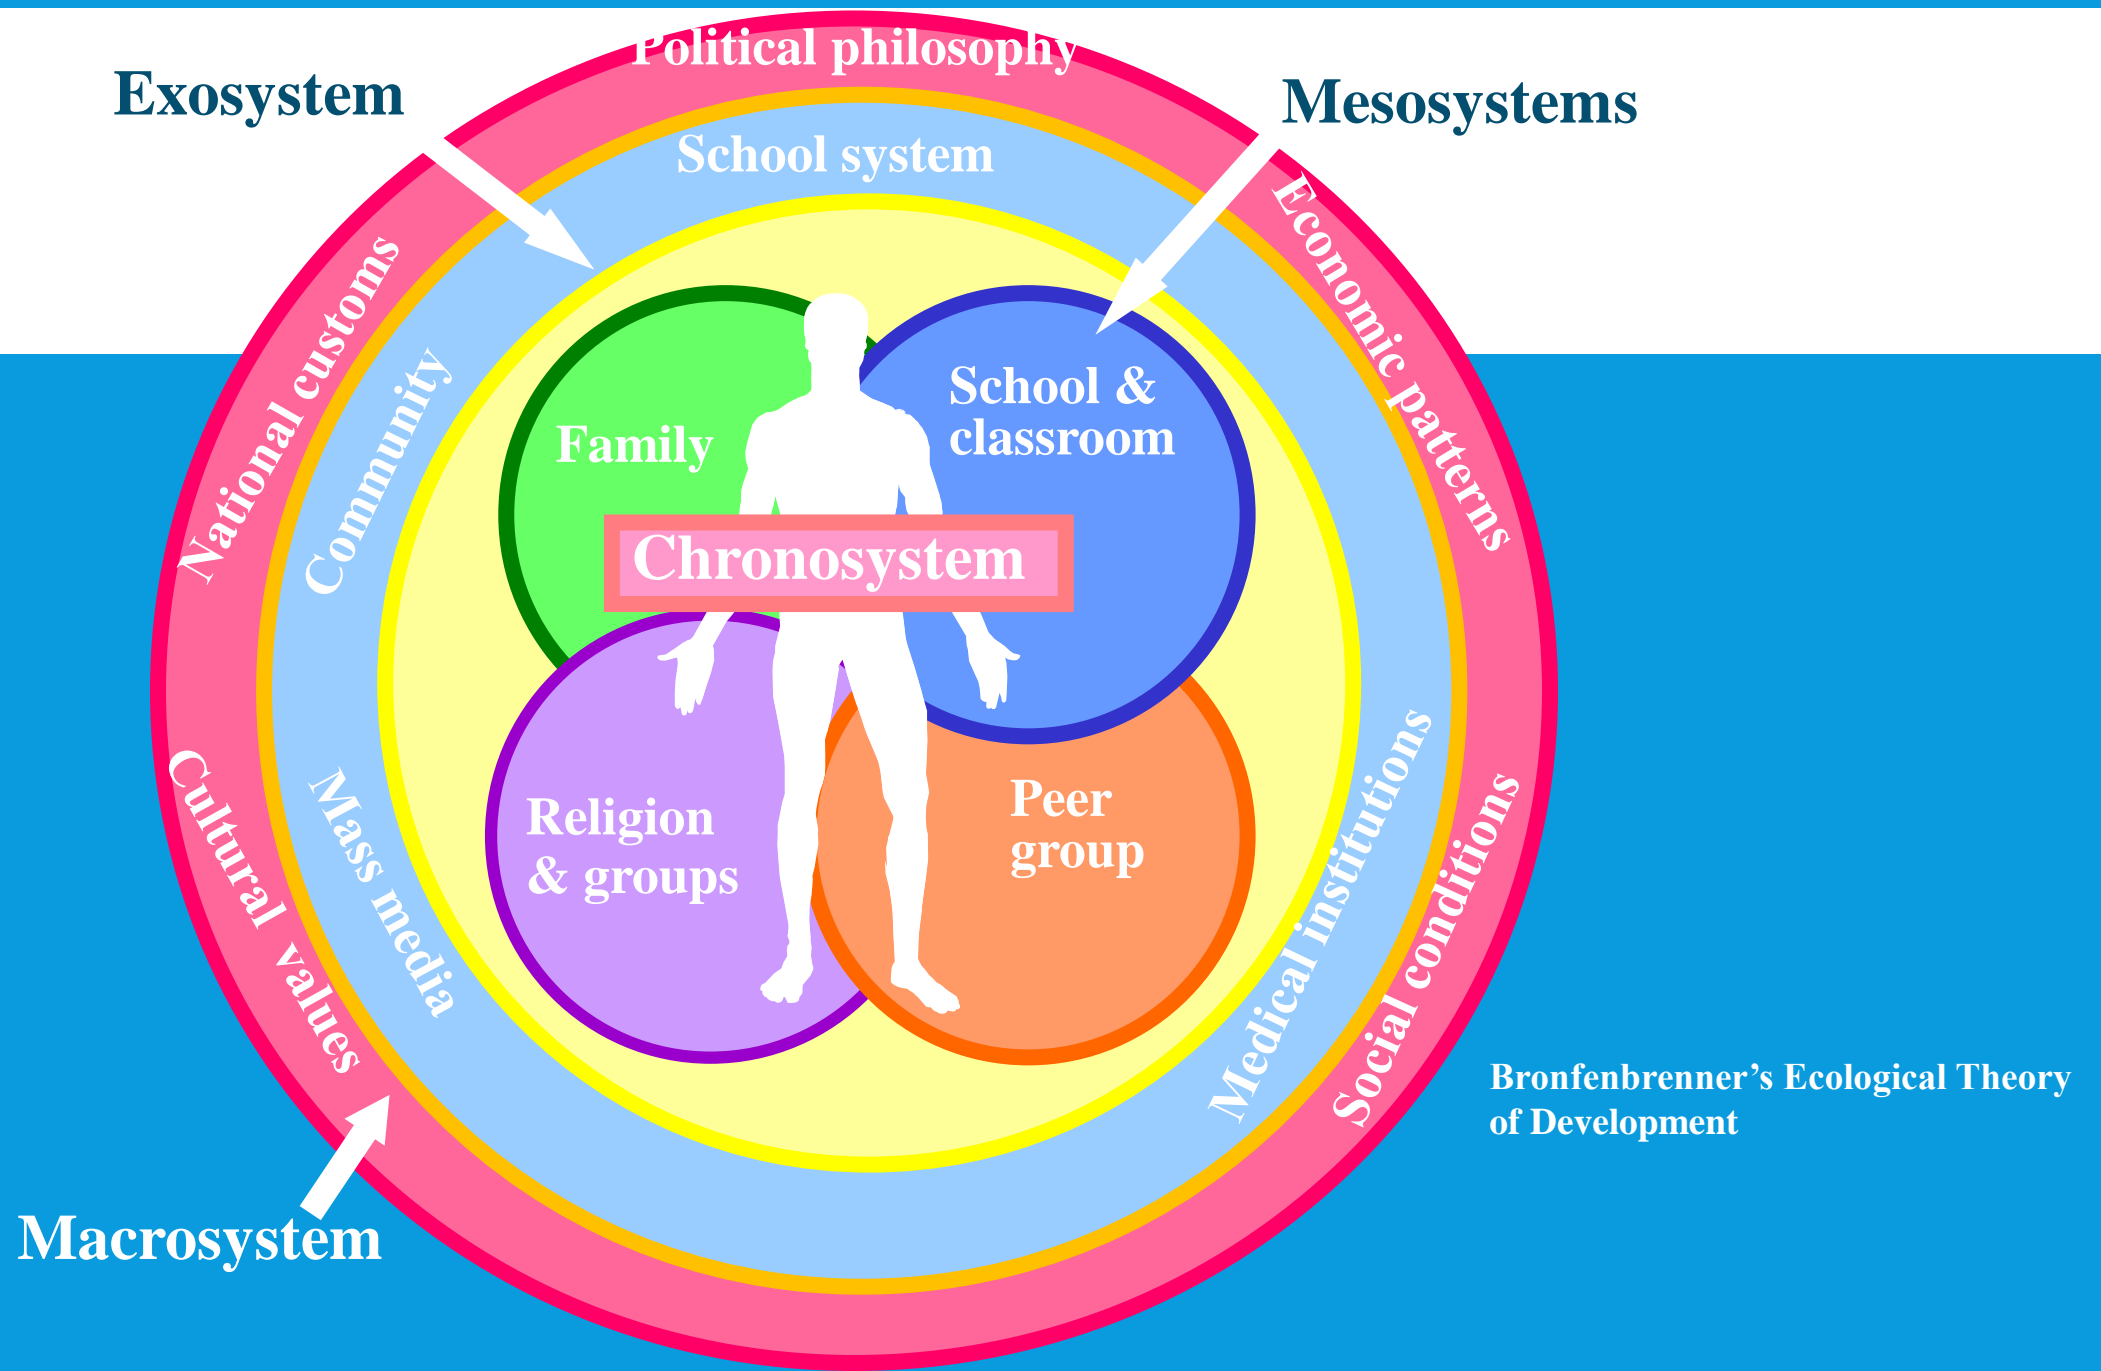 Political philosophy
Exosystem
Mesosystems
School system
Economic patterns
National customs
Community
School &
classroom
Family
Chronosystem
Religion
& groups
Peer
group
Cultural values
Mass media
Medical institutions
Social conditions
Bronfenbrenner’s Ecological Theory
of Development
Macrosystem